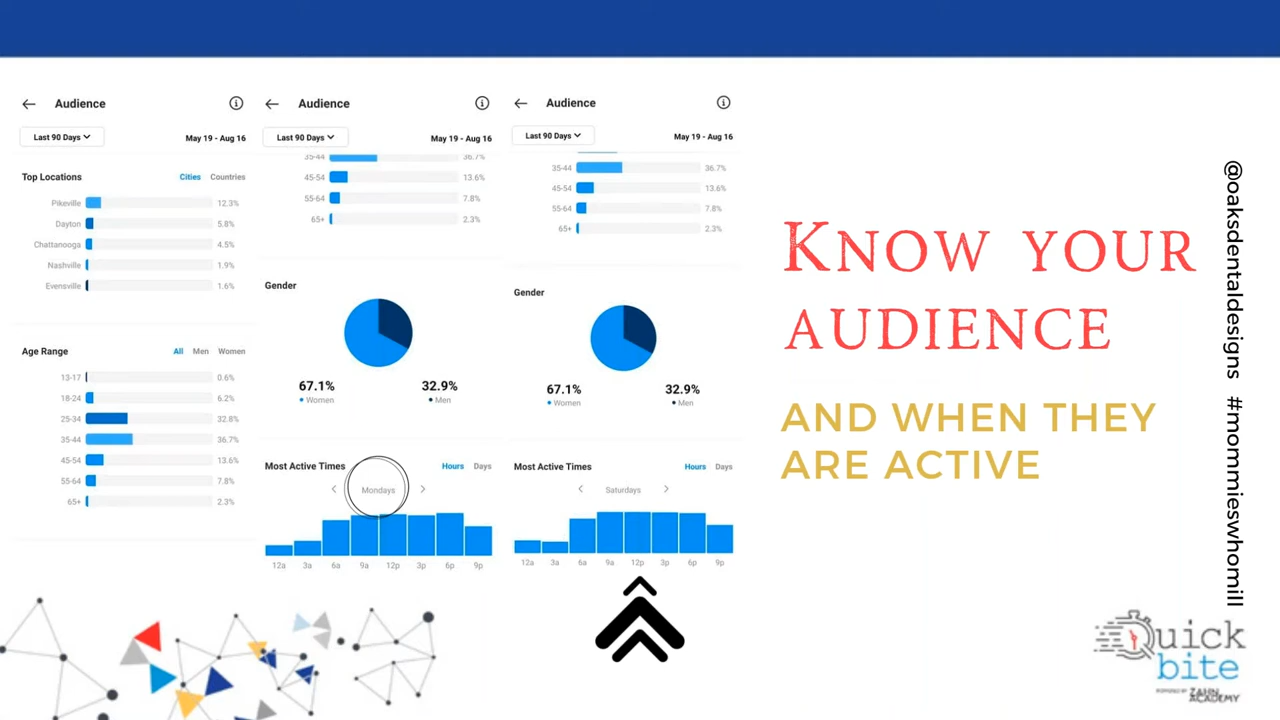 Audience
Last 90 Days
May 19 - Aug 16
Top Locations
Cities Countries
Pikeville 12.3%
Dayton 5.8%
Chattanooga 4.5%
Nashville 1.9%
Evensville 1.6%
Age Range
All Men Women
13-17 0.6%
18-24 6.2%
25-34 32.8%
35-44 36.7%
45-54 13.6%
55-64 7.8%
65+ 2.3%
Audience
Last 90 Days
May 19 - Aug 16
35-44 36.7%
45-54 13.6%
55-64 7.8%
65+ 2.3%
Gender
67.1% 32.9%
Women Men
Most Active Times
Hours Days
Mondays
12a 3a 6a 9a 12p 3p 6p 9p
Audience
Last 90 Days
May 19 - Aug 16
35-44 36.7%
45-54 13.6%
55-64 7.8%
65+ 2.3%
Gender
67.1% 32.9%
Women Men
Most Active Times
Hours Days
Saturdays
12a 3a 6a 9a 12p 3p 6p 9p
KNOW YOUR
AUDIENCE
AND WHEN THEY
ARE ACTIVE
@oaksdentaldesigns #mommieswhomill
Quick
bite
POWERED BY ZAHN
ACADEMY